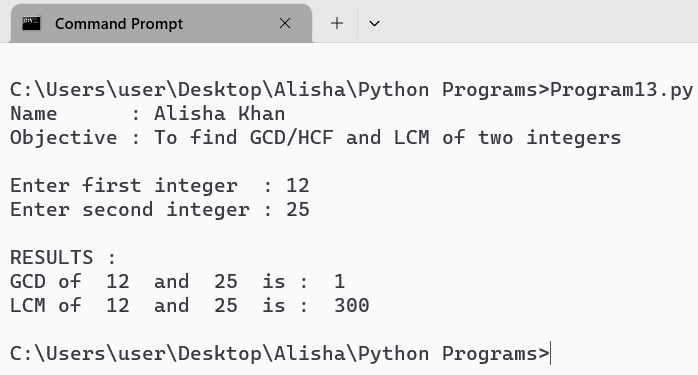 Command Prompt
C:\Users\user\Desktop\Alisha\Python Programs>Program13.py
Name      : Alisha Khan
Objective : To find GCD/HCF and LCM of two integers
Enter first integer  : 12
Enter second integer : 25
RESULTS :
GCD of  12  and  25  is :  1
LCM of  12  and  25  is :  300
C:\Users\user\Desktop\Alisha\Python Programs>